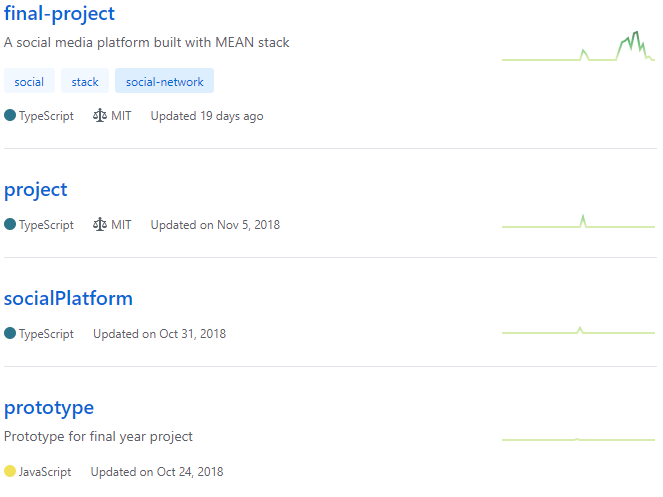 final-project
A social media platform built with MEAN stack
social stack social-network
TypeScript MIT Updated 19 days ago
project
TypeScript MIT Updated on Nov 5, 2018
socialPlatform
TypeScript Updated on Oct 31, 2018
prototype
Prototype for final year project
JavaScript Updated on Oct 24, 2018